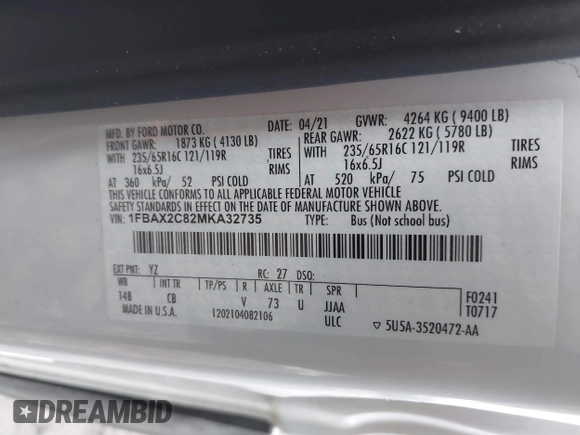 MFD. BY FORD MOTOR CO. DATE: 04/21 GVWR: 4264 KG ( 9400 LB)
FRONT GAWR: 1873 KG ( 4130 LB) REAR GAWR: 2622 KG ( 5780 LB)
WITH 235/65R16C 121/119R TIRES WITH 235/65R16C 121/119R TIRES
16x6.5J RIMS 16x6.5J RIMS
AT 360 kPa/ 52 PSI COLD AT 520 kPa/ 75 PSI COLD
THIS VEHICLE CONFORMS TO ALL APPLICABLE FEDERAL MOTOR VEHICLE
SAFETY STANDARDS IN EFFECT ON THE DATE OF MANUFACTURE SHOWN ABOVE.
VIN: 1FBAX2C82MKA32735 TYPE: Bus (Not school bus)
EXT PNT: YZ RC: 27 DSO:
WB INT TR TP/PS R AXLE TR SPR F0241
148 CB V 73 U JJAA T0717
MADE IN U.S.A. 1202104082106 ULC ▽ 5U5A-3520472-AA
DREAMBID